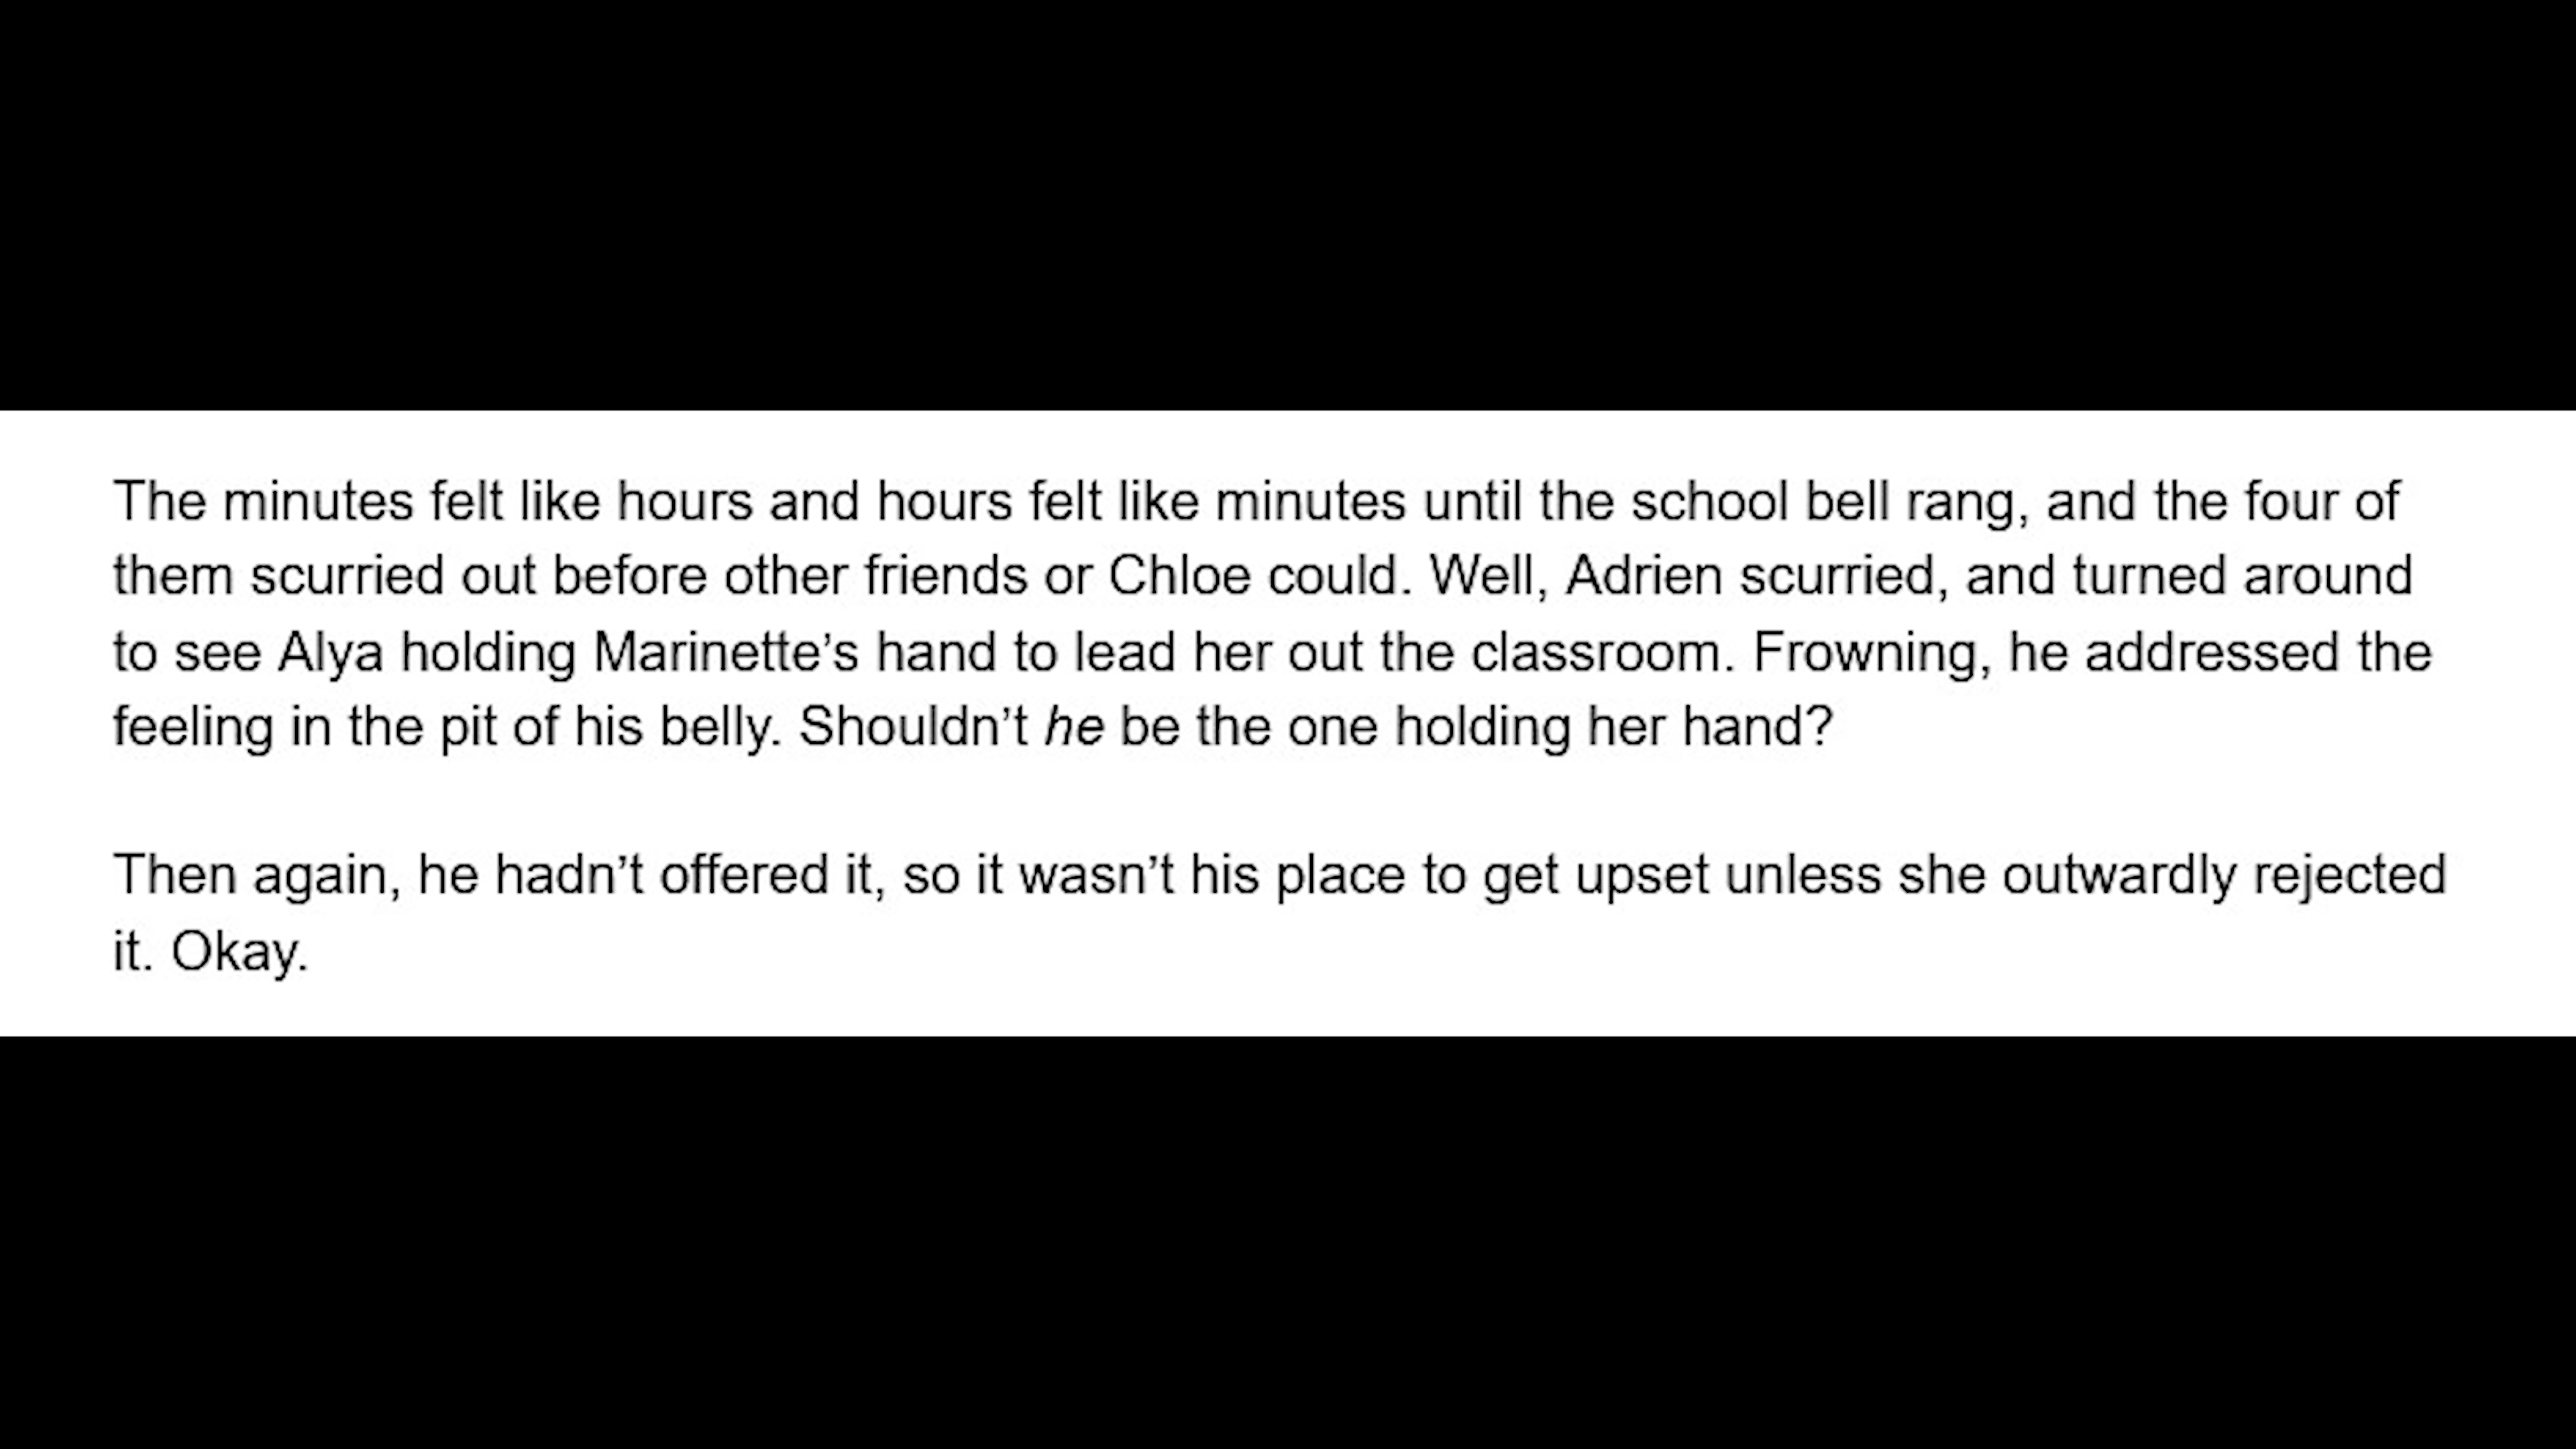 The minutes felt like hours and hours felt like minutes until the school bell rang, and the four of
them scurried out before other friends or Chloe could. Well, Adrien scurried, and turned around
to see Alya holding Marinette’s hand to lead her out the classroom. Frowning, he addressed the
feeling in the pit of his belly. Shouldn’t he be the one holding her hand?
Then again, he hadn’t offered it, so it wasn’t his place to get upset unless she outwardly rejected
it. Okay.